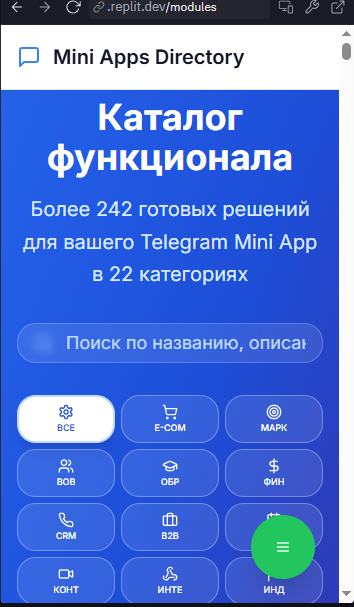 .replit.dev/modules
Mini Apps Directory
Каталог
функционала
Более 242 готовых решений
для вашего Telegram Mini App
в 22 категориях
Поиск по названию, описан
ВСЕ
E-COM
МАРК
ВОВ
ОБР
ФИН
CRM
B2B
КОНТ
ИНТЕ
ИНД